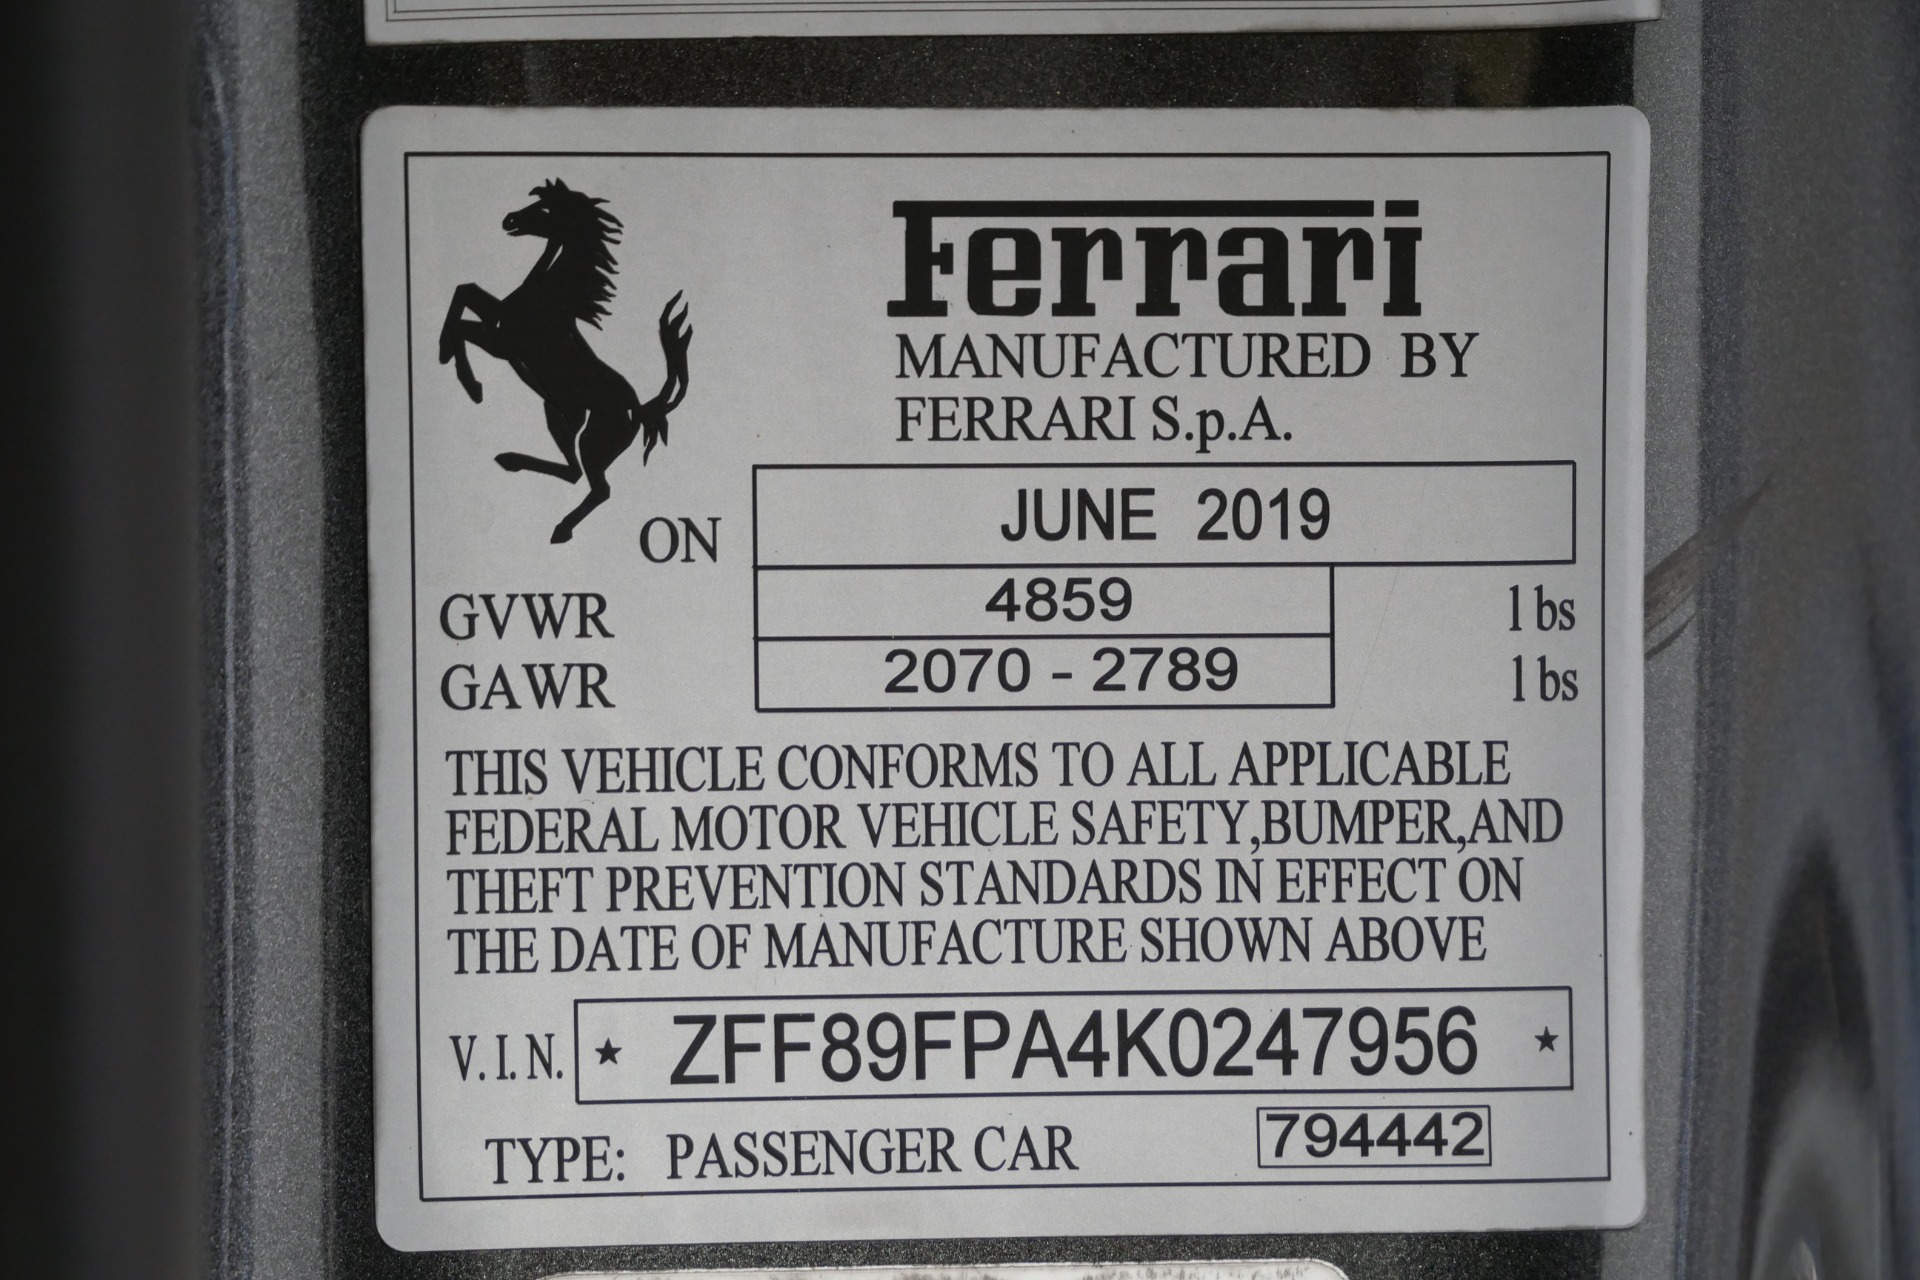 Ferrari
MANUFACTURED BY
FERRARI S.p.A.
ON JUNE 2019
GVWR 4859 lbs
GAWR 2070 - 2789 lbs
THIS VEHICLE CONFORMS TO ALL APPLICABLE
FEDERAL MOTOR VEHICLE SAFETY,BUMPER,AND
THEFT PREVENTION STANDARDS IN EFFECT ON
THE DATE OF MANUFACTURE SHOWN ABOVE
V.I.N. ★ ZFF89FPA4K0247956 ★
TYPE: PASSENGER CAR 794442